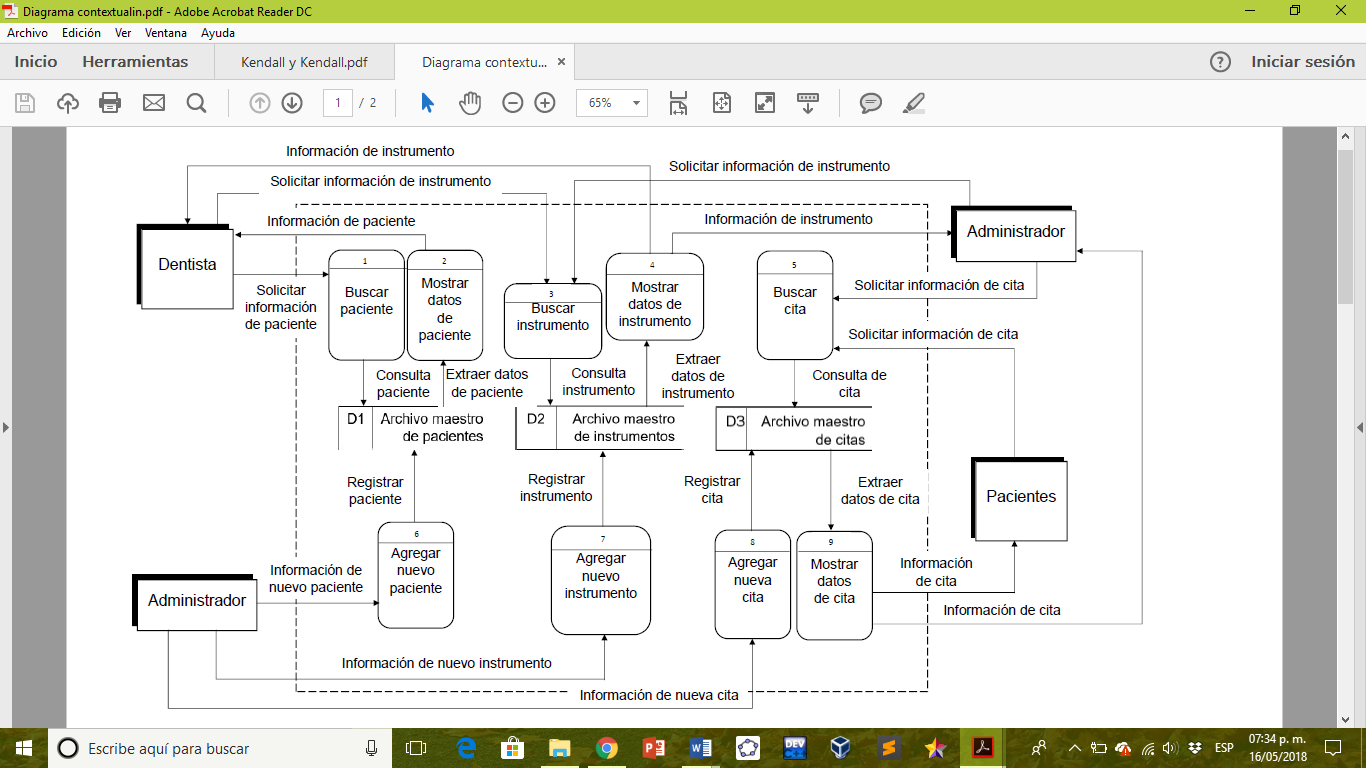 Diagrama contextualin.pdf - Adobe Acrobat Reader DC
Archivo Edición Ver Ventana Ayuda
Inicio Herramientas Kendall y Kendall.pdf Diagrama contextu... × ? Iniciar sesión
1 / 2 65%
Información de instrumento
Solicitar información de instrumento
Solicitar información de instrumento
Información de paciente
Información de instrumento
Dentista
Administrador
1
Buscar
paciente
2
Mostrar
datos
de
paciente
3
Buscar
instrumento
4
Mostrar
datos de
instrumento
5
Buscar
cita
Solicitar
información
de paciente
Solicitar información de cita
Solicitar información de cita
Consulta
paciente
Extraer datos
de paciente
Consulta
instrumento
Extraer
datos de
instrumento
Consulta de
cita
D1 Archivo maestro
de pacientes
D2 Archivo maestro
de instrumentos
D3 Archivo maestro
de citas
Registrar
paciente
Registrar
instrumento
Registrar
cita
Extraer
datos de cita
Pacientes
6
Agregar
nuevo
paciente
7
Agregar
nuevo
instrumento
8
Agregar
nueva
cita
9
Mostrar
datos
de cita
Información de
nuevo paciente
Administrador
Información
de cita
Información de cita
Información de nuevo instrumento
Información de nueva cita
Escribe aquí para buscar
DEV
C++
ESP
07:34 p. m.
16/05/2018